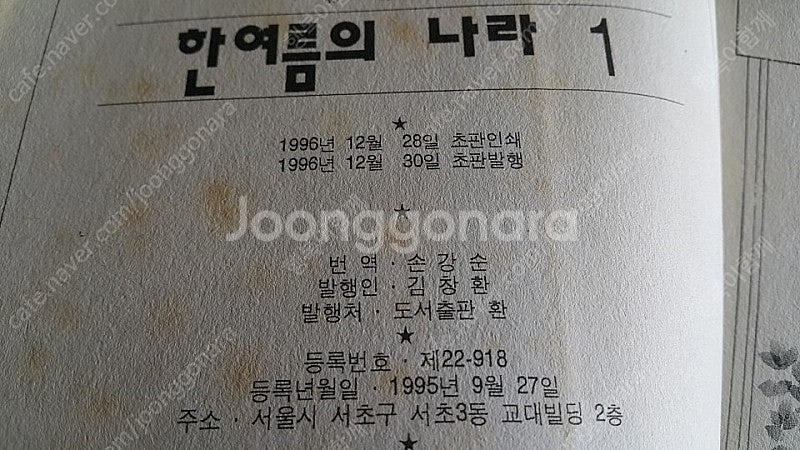 한여름의 나라 1
★
1996년 12월 28일 초판인쇄
1996년 12월 30일 초판발행
★
Joonggonara
번 역 · 손 강 순
발행인 · 김 창 환
발행처 · 도서출판 환
★
등록번호 · 제22-918
등록년월일 · 1995년 9월 27일
주소 · 서울시 서초구 서초3동 교대빌딩 2층
★
cafe.naver.com/joonggonara